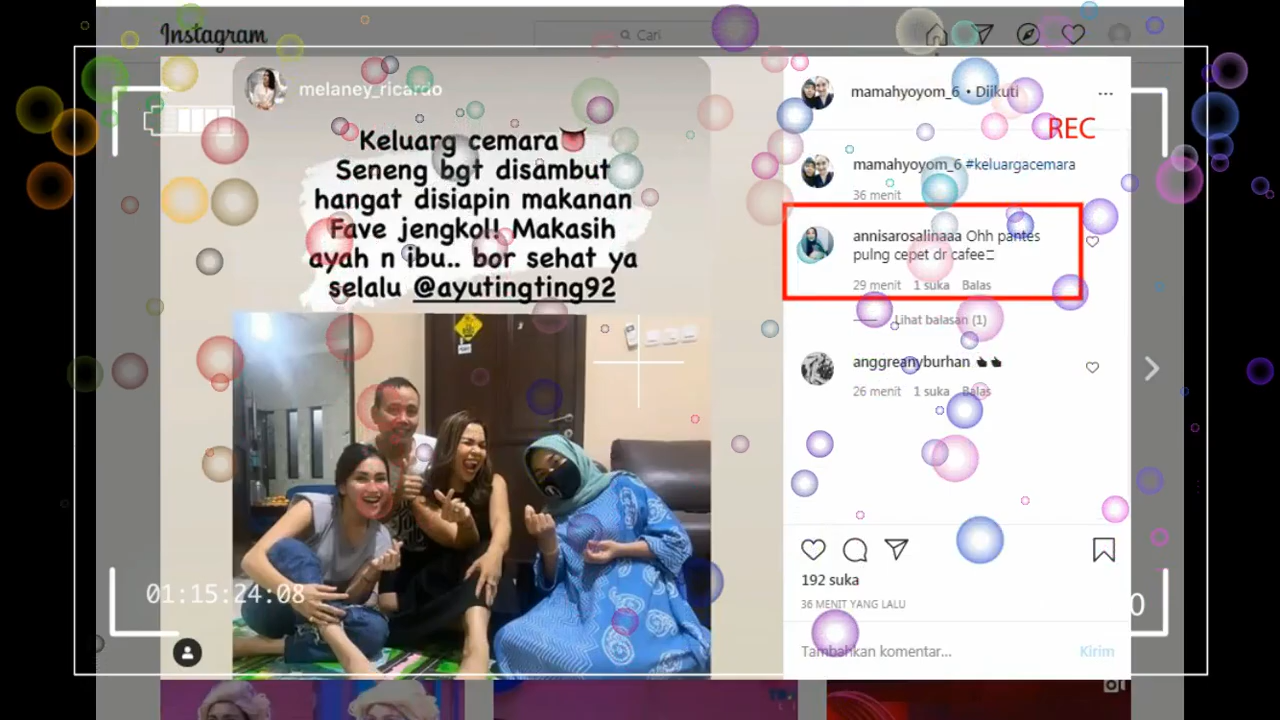 Instagram
Cari
melaney_ricardo
Keluarg cemara👅
Seneng bgt disambut
hangat disiapin makanan
Fave jengkol! Makasih
ayah n ibu.. bor sehat ya
selalu @ayutingting92
01:15:24:08
mamahyoyom_6 • Diikuti
REC
mamahyoyom_6 #keluargacemara
36 menit
annisarosalinaaa Ohh pantes
pulng cepet dr cafee
29 menit 1 suka Balas
Lihat balasan (1)
anggreanyburhan
26 menit 1 suka Balas
192 suka
36 MENIT YANG LALU
Tambahkan komentar...
Kirim
0